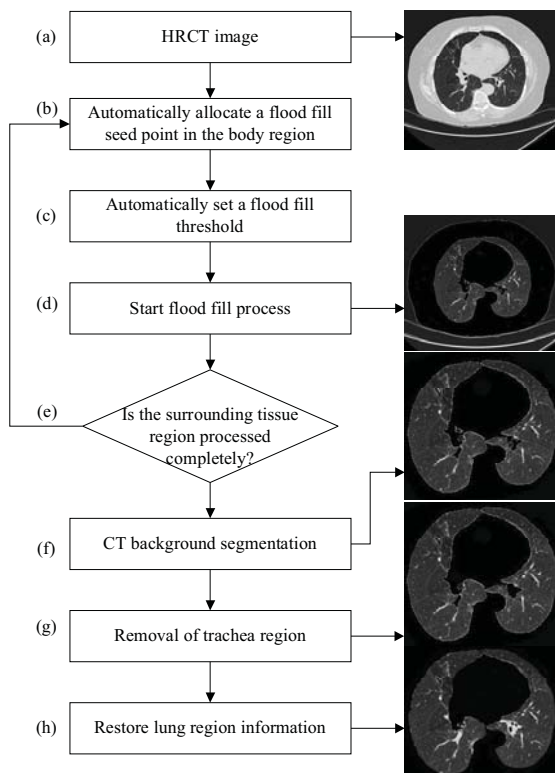 (a)
HRCT image
(b)
Automatically allocate a flood fill
seed point in the body region
(c)
Automatically set a flood fill
threshold
(d)
Start flood fill process
(e)
Is the surrounding tissue
region processed
completely?
(f)
CT background segmentation
(g)
Removal of trachea region
(h)
Restore lung region information